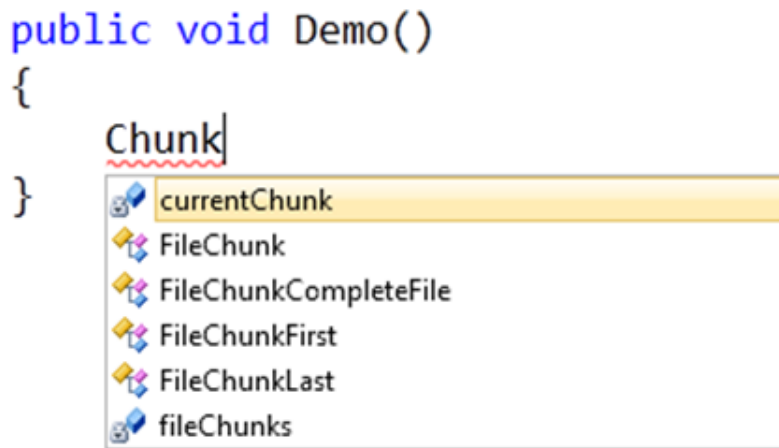 public void Demo()
{
Chunk
}
currentChunk
FileChunk
FileChunkCompleteFile
FileChunkFirst
FileChunkLast
fileChunks